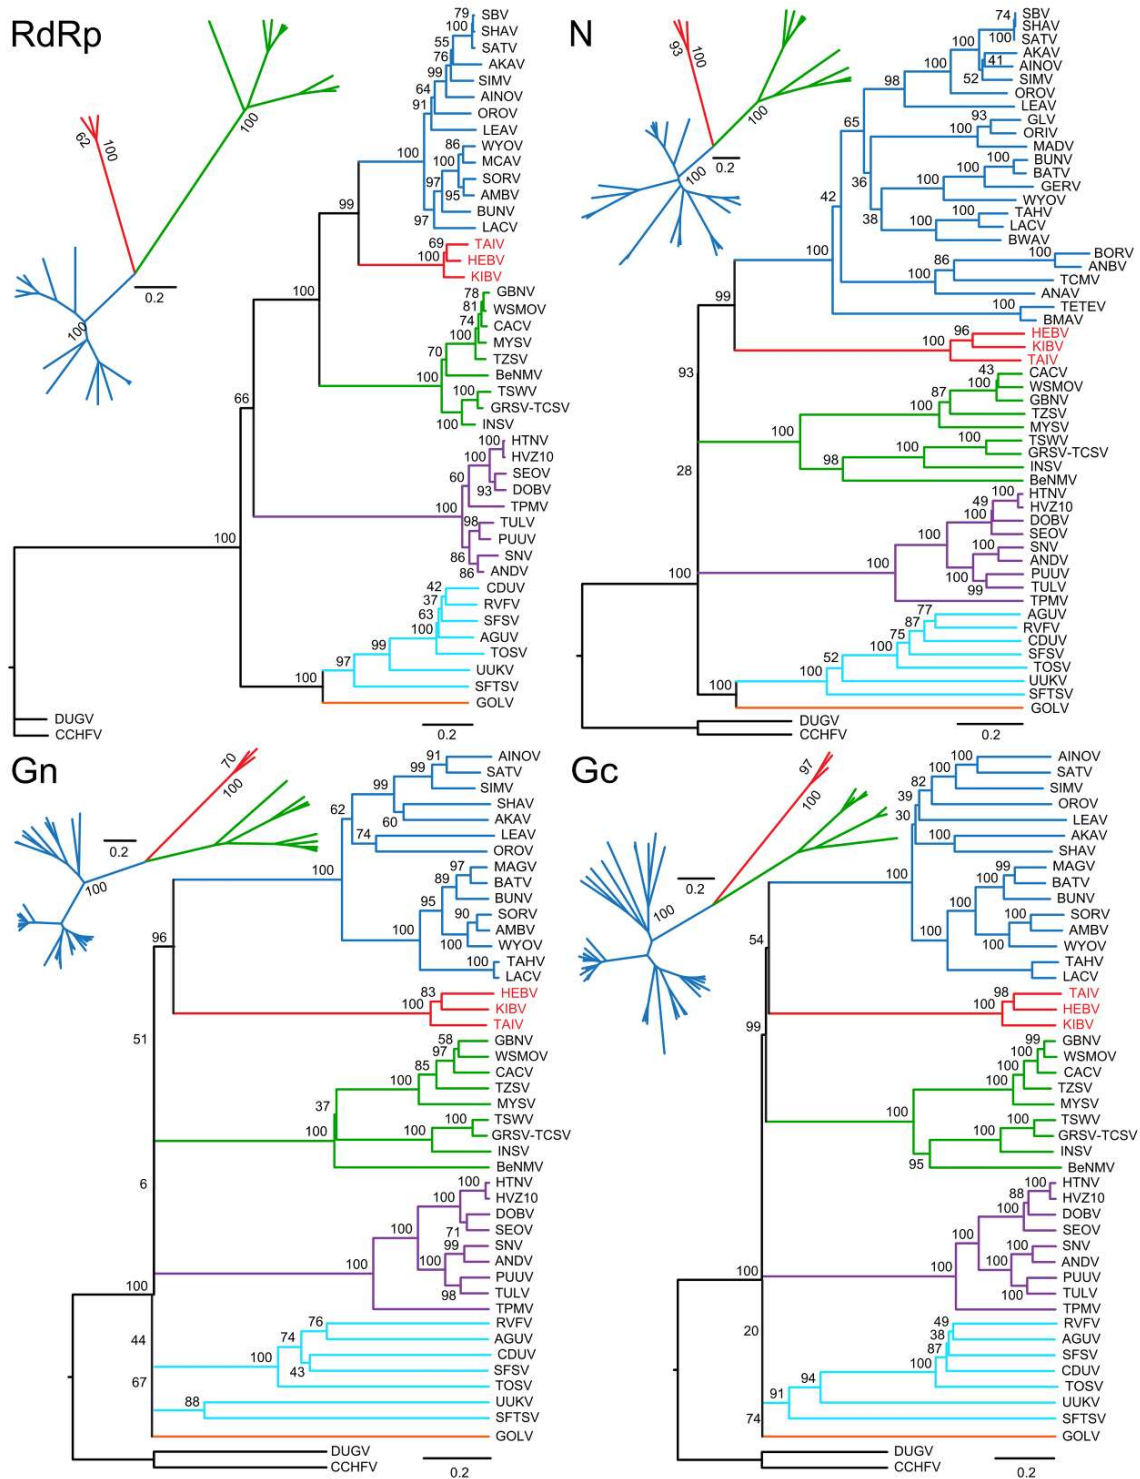 RdRp
100
62
100
0.2
100
79
SBV
100
SHAV
55
SATV
76
AKAV
99
SIMV
64
AINOV
91
OROV
LEAV
100
86
WYOV
100
MCAV
97
SORV
95
AMBV
BUNV
97
LACV
99
69
TAIV
100
HEBV
KIBV
100
78
GBNV
81
WSMOV
74
CACV
100
MYSV
70
TZSV
100
BeNMV
100
TSWV
GRSV-TCSV
100
INSV
66
100
HTNV
100
HVZ10
60
SEOV
93
DOBV
100
TPMV
98
TULV
PUUV
86
SNV
86
ANDV
100
42
CDUV
37
RVFV
63
SFSV
100
AGUV
99
TOSV
97
UUKV
100
SFTSV
GOLV
DUGV
CCHFV
0.2
N
100
93
100
0.2
100
74
SBV
SHAV
100
SATV
100
AKAV
41
AINOV
100
52
SIMV
98
OROV
LEAV
65
93
GLV
100
ORIV
MADV
36
100
BUNV
100
BATV
100
GERV
WYOV
38
100
TAHV
100
LACV
BWAV
42
100
100
BORV
86
ANBV
100
TCMV
ANAV
100
TETEV
BMAV
99
96
HEBV
100
KIBV
TAIV
93
43
CACV
100
WSMOV
87
GBNV
100
TZSV
MYSV
100
100
TSWV
100
GRSV-TCSV
98
INSV
BeNMV
28
100
HTNV
49
HVZ10
100
DOBV
100
SEOV
100
SNV
100
ANDV
100
PUUV
99
TULV
TPMV
100
77
AGUV
87
RVFV
75
CDUV
100
SFSV
52
TOSV
100
UUKV
SFTSV
GOLV
DUGV
CCHFV
0.2
Gn
70
100
0.2
100
91
AINOV
99
SATV
99
SIMV
62
SHAV
60
AKAV
74
LEAV
OROV
100
97
MAGV
89
BATV
95
BUNV
90
SORV
AMBV
100
100
WYOV
100
TAHV
LACV
96
83
HEBV
100
KIBV
TAIV
51
58
GBNV
97
WSMOV
85
CACV
100
TZSV
MYSV
37
100
TSWV
100
100
GRSV-TCSV
INSV
BeNMV
6
100
HTNV
100
HVZ10
DOBV
100
71
SEOV
99
SNV
100
ANDV
PUUV
98
TULV
TPMV
100
44
76
RVFV
74
AGUV
100
CDUV
43
SFSV
TOSV
67
88
UUKV
SFTSV
GOLV
DUGV
CCHFV
0.2
Gc
97
100
0.2
100
100
AINOV
82
100
SATV
39
SIMV
30
OROV
LEAV
100
AKAV
SHAV
100
99
MAGV
100
BATV
100
BUNV
100
SORV
AMBV
100
100
WYOV
TAHV
LACV
54
98
TAIV
100
HEBV
KIBV
99
99
GBNV
100
WSMOV
100
CACV
100
TZSV
MYSV
100
100
TSWV
100
GRSV-TCSV
INSV
95
BeNMV
100
HTNV
88
HVZ10
100
DOBV
SEOV
100
100
SNV
100
ANDV
PUUV
100
TULV
TPMV
100
20
49
RVFV
38
AGUV
87
SFSV
100
CDUV
94
TOSV
91
UUKV
74
SFTSV
GOLV
DUGV
CCHFV
0.2